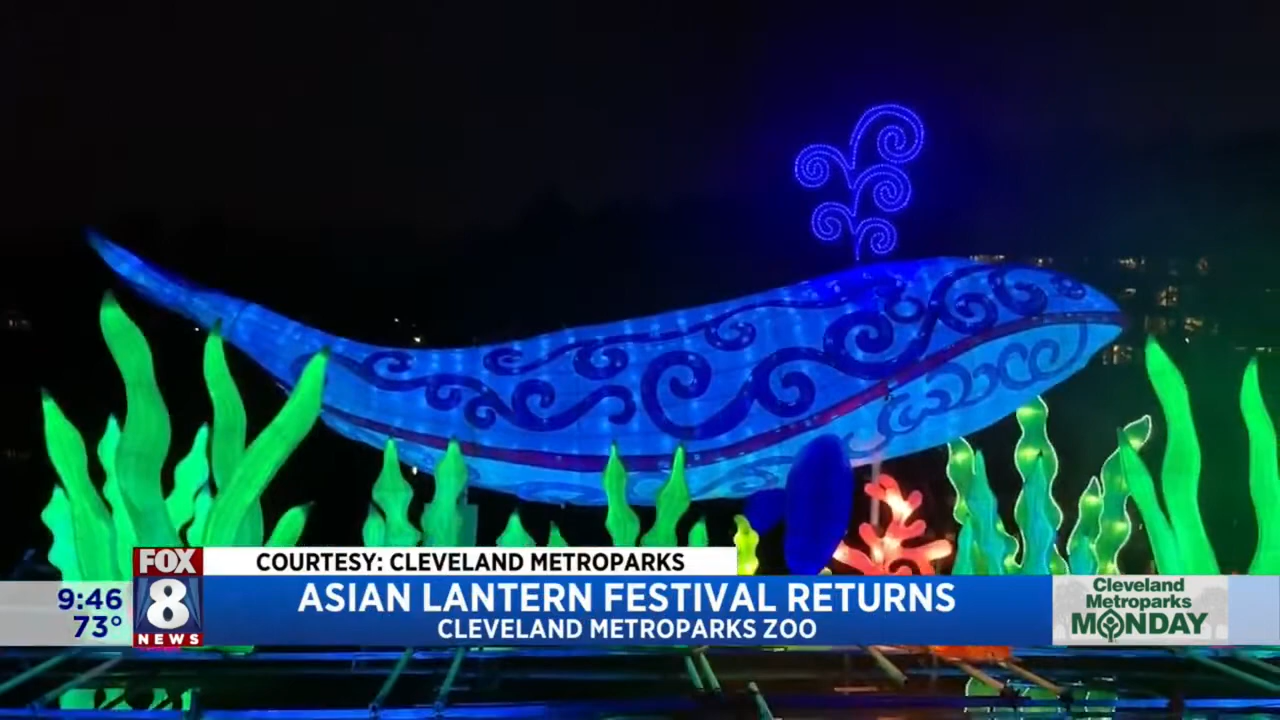 COURTESY: CLEVELAND METROPARKS
ASIAN LANTERN FESTIVAL RETURNS
CLEVELAND METROPARKS ZOO
9:46
73°
FOX
8
NEWS
Cleveland
Metroparks
MONDAY